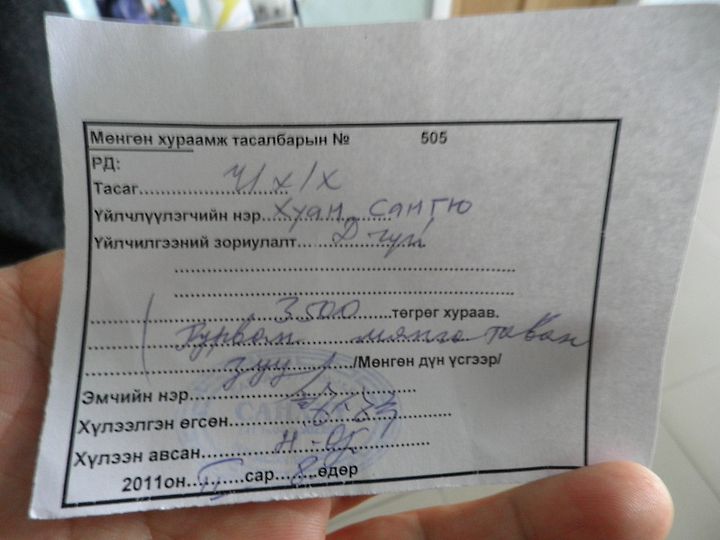 Мөнгөн хураамж тасалбарын № 505
РД:
Тасаг......Ч/Х/Х
Үйлчлүүлэгчийн нэр...Хуан Сангю
Үйлчилгээний зориулалт......
......3500......төгрөг хураав.
Гурван мянга таван
зуу....../Мөнгөн дүн үсгээр/
Эмчийн нэр......
Хүлээлгэн өгсөн......
Хүлээн авсан......
2011он......сар...8...өдөр